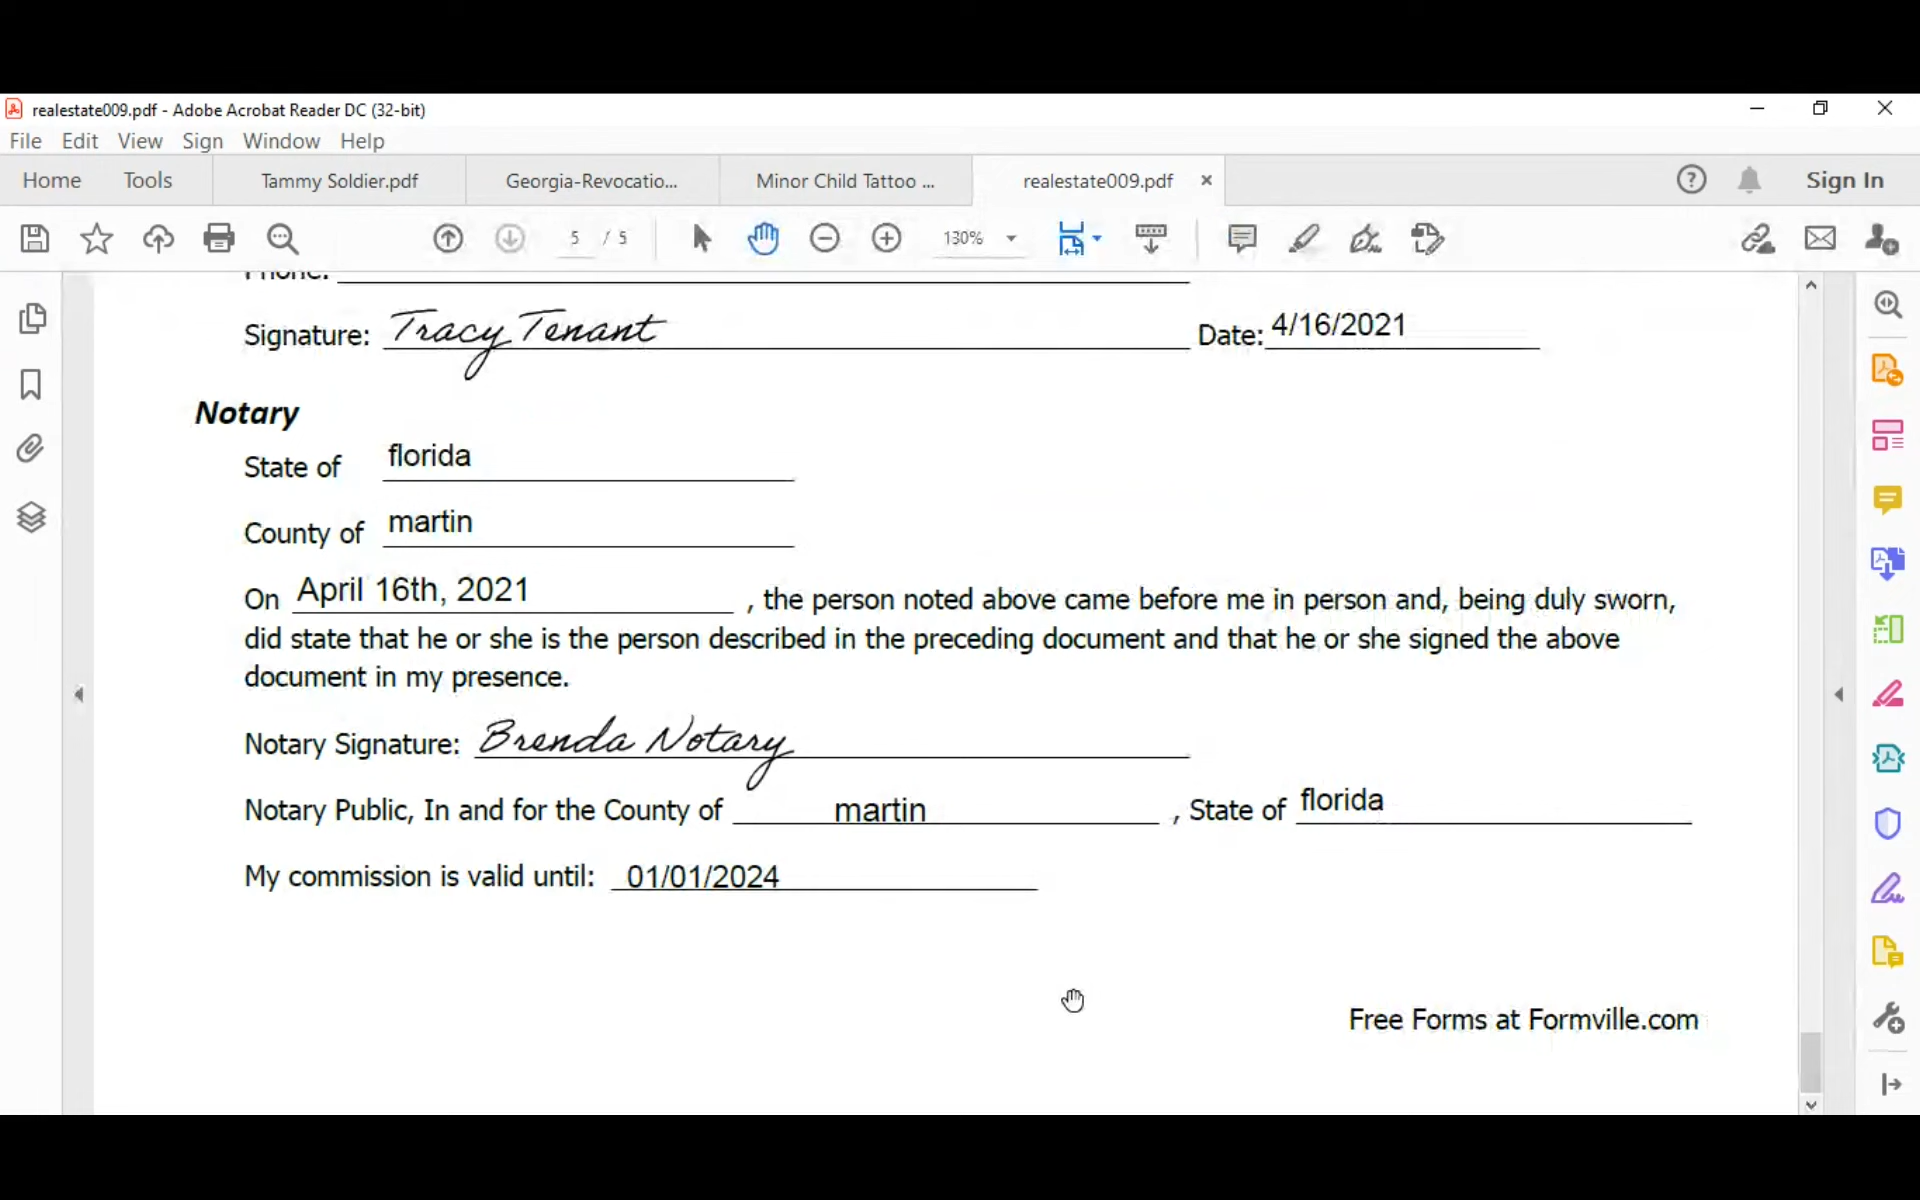 realestate009.pdf - Adobe Acrobat Reader DC (32-bit)
File Edit View Sign Window Help
Home Tools Tammy Soldier.pdf Georgia-Revocatio... Minor Child Tattoo ... realestate009.pdf × Sign In
5 / 5 130%
Phone:
Signature: Tracy Tenant Date: 4/16/2021
Notary
State of florida
County of martin
On April 16th, 2021 , the person noted above came before me in person and, being duly sworn,
did state that he or she is the person described in the preceding document and that he or she signed the above
document in my presence.
Notary Signature: Brenda Notary
Notary Public, In and for the County of martin , State of florida
My commission is valid until: 01/01/2024
Free Forms at Formville.com